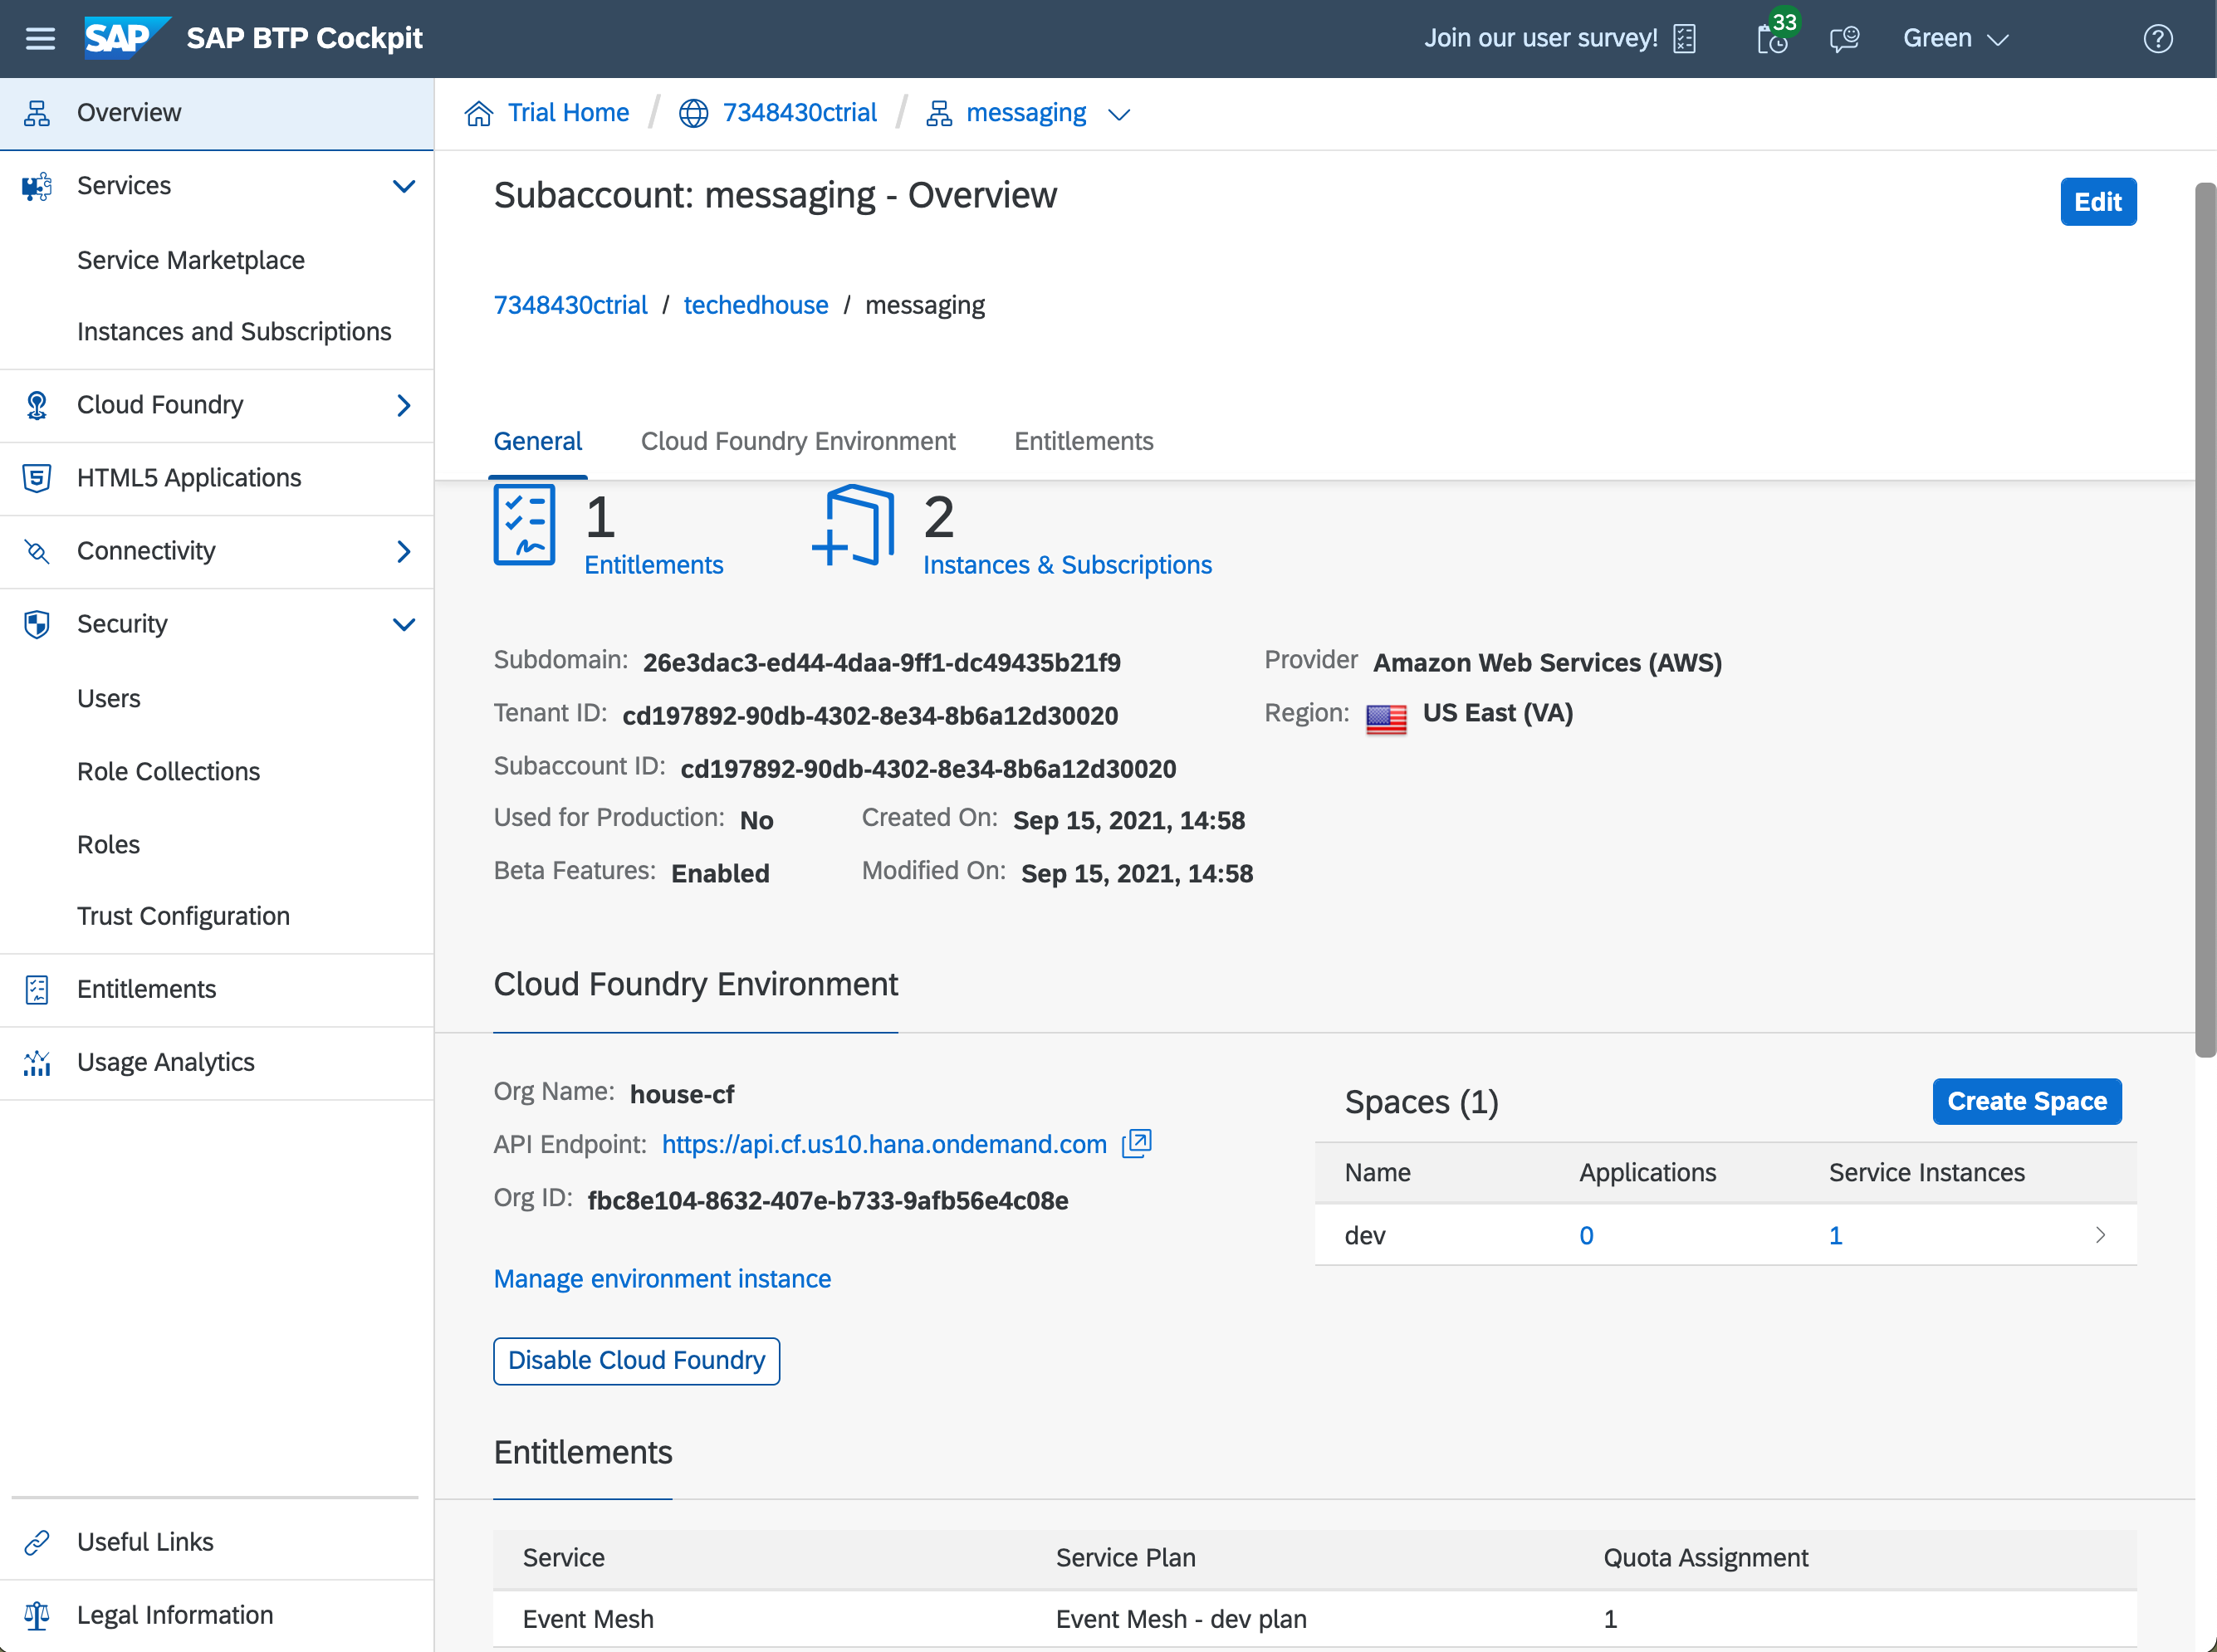 SAP SAP BTP Cockpit Join our user survey! 33 Green
Overview
Services
Service Marketplace
Instances and Subscriptions
Cloud Foundry
HTML5 Applications
Connectivity
Security
Users
Role Collections
Roles
Trust Configuration
Entitlements
Usage Analytics
Useful Links
Legal Information
Trial Home / 7348430ctrial / messaging
Subaccount: messaging - Overview
Edit
7348430ctrial / techedhouse / messaging
General Cloud Foundry Environment Entitlements
1
Entitlements
2
Instances & Subscriptions
Subdomain: 26e3dac3-ed44-4daa-9ff1-dc49435b21f9
Tenant ID: cd197892-90db-4302-8e34-8b6a12d30020
Subaccount ID: cd197892-90db-4302-8e34-8b6a12d30020
Used for Production: No Created On: Sep 15, 2021, 14:58
Beta Features: Enabled Modified On: Sep 15, 2021, 14:58
Provider Amazon Web Services (AWS)
Region: US East (VA)
Cloud Foundry Environment
Org Name: house-cf
API Endpoint: https://api.cf.us10.hana.ondemand.com
Org ID: fbc8e104-8632-407e-b733-9afb56e4c08e
Manage environment instance
Disable Cloud Foundry
Spaces (1) Create Space
Name Applications Service Instances
dev 0 1
Entitlements
Service Service Plan Quota Assignment
Event Mesh Event Mesh - dev plan 1